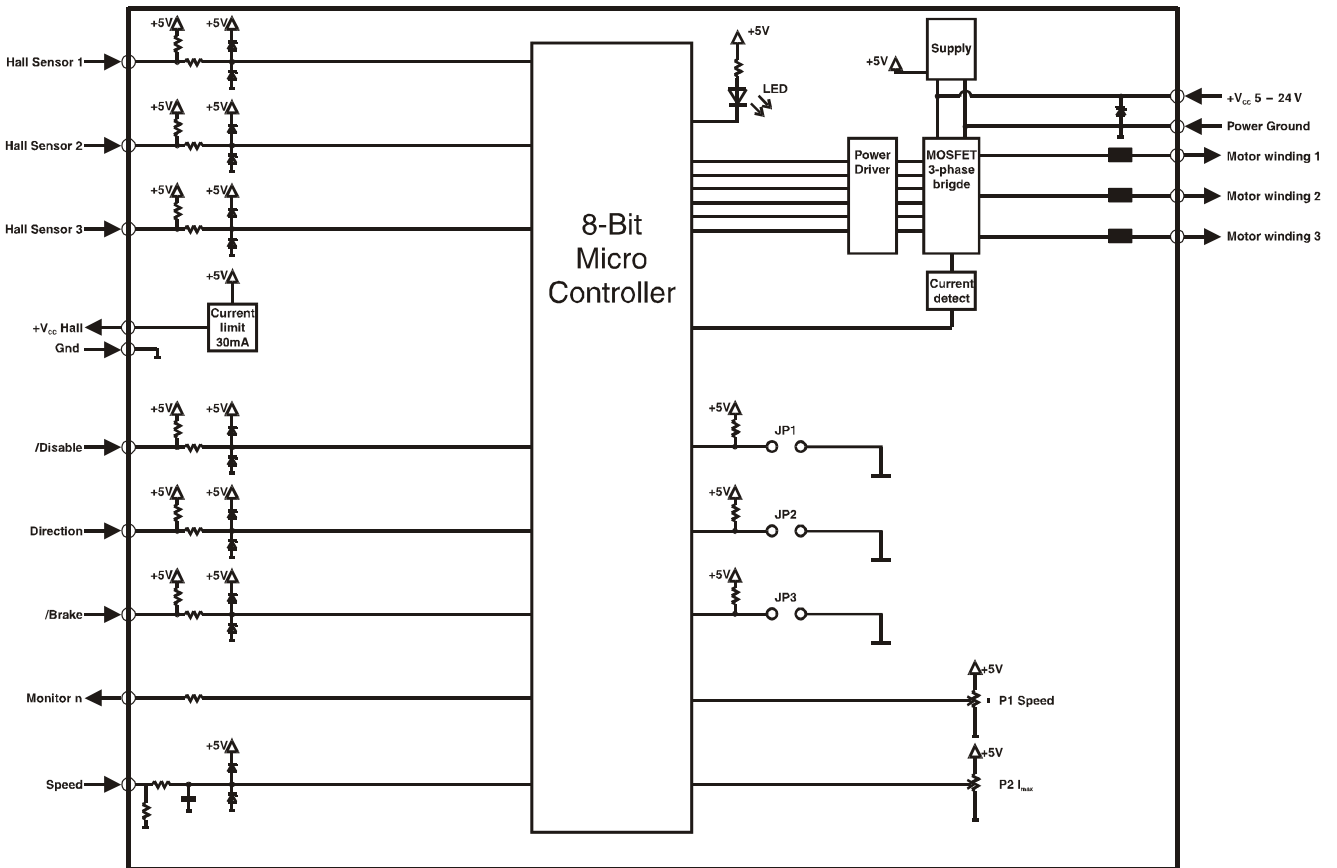 +5V +5V
Hall Sensor 1
+5V +5V
Hall Sensor 2
+5V +5V
Hall Sensor 3
+5V
Current
limit
30mA
+Vcc Hall
Gnd
+5V +5V
/Disable
+5V +5V
Direction
+5V +5V
/Brake
Monitor n
+5V
Speed
8-Bit
Micro
Controller
+5V
LED
Supply
+5V
+Vcc 5 – 24 V
Power Ground
Power
Driver
MOSFET
3-phase
brigde
Motor winding 1
Motor winding 2
Motor winding 3
Current
detect
+5V
JP1
+5V
JP2
+5V
JP3
+5V
P1 Speed
+5V
P2 Imax